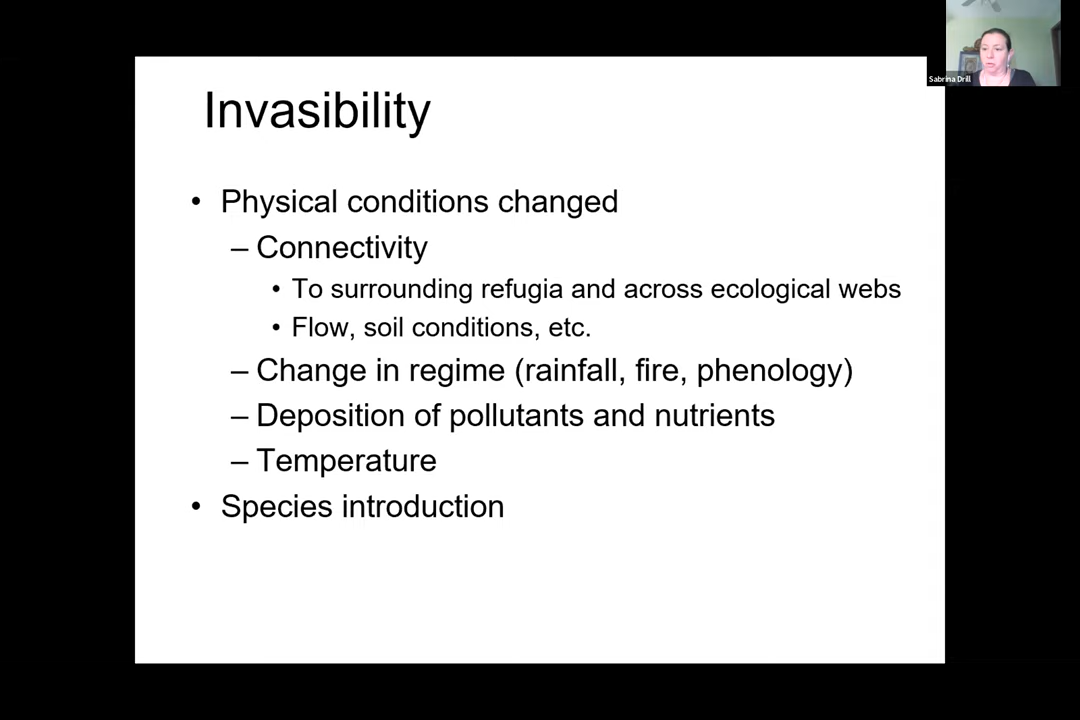 Sabrina Drill
Invasibility
• Physical conditions changed
– Connectivity
• To surrounding refugia and across ecological webs
• Flow, soil conditions, etc.
– Change in regime (rainfall, fire, phenology)
– Deposition of pollutants and nutrients
– Temperature
• Species introduction